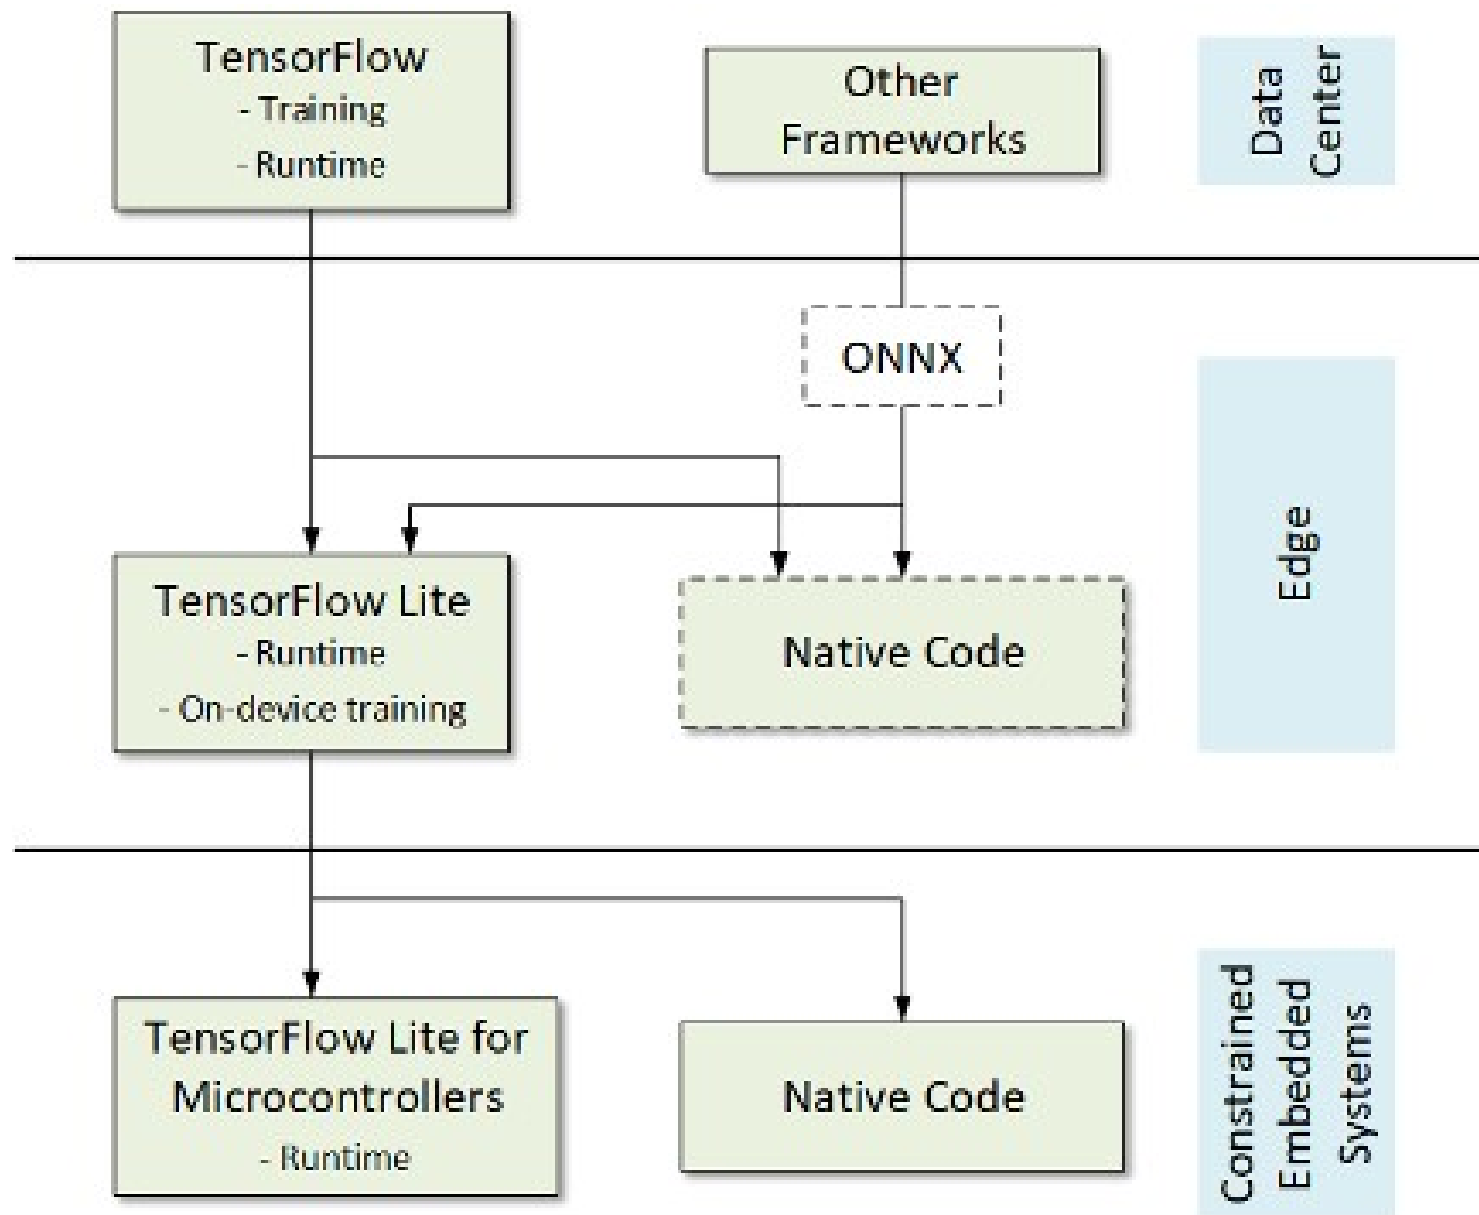 TensorFlow
- Training
- Runtime
Other
Frameworks
Data
Center
ONNX
TensorFlow Lite
- Runtime
- On-device training
Native Code
Edge
TensorFlow Lite for
Microcontrollers
- Runtime
Native Code
Constrained
Embedded
Systems